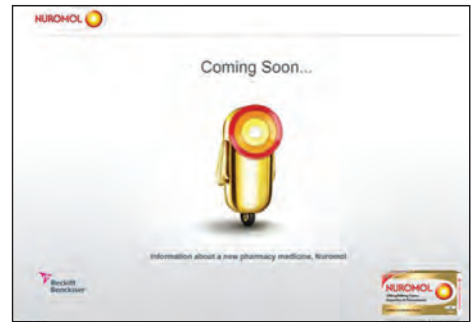 NUROMOL
Coming Soon...
Information about a new pharmacy medicine, Nuromol
Reckitt
Benckiser
NUROMOL